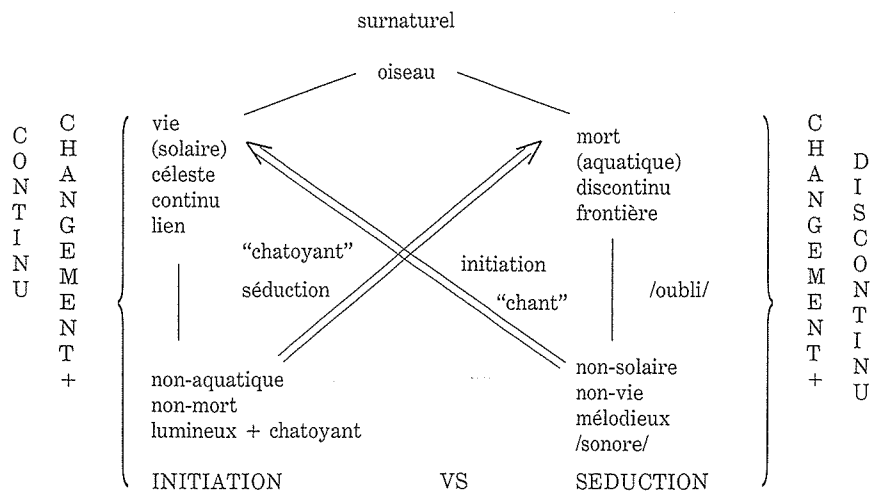 surnaturel
oiseau
CONTINU
CHANGEMENT+
vie
(solaire)
céleste
continu
lien
mort
(aquatique)
discontinu
frontière
CHANGEMENT+
DISCONTINU
“chatoyant”
séduction
initiation
“chant”
/oubli/
non-aquatique
non-mort
lumineux + chatoyant
non-solaire
non-vie
mélodieux
/sonore/
INITIATION VS SEDUCTION